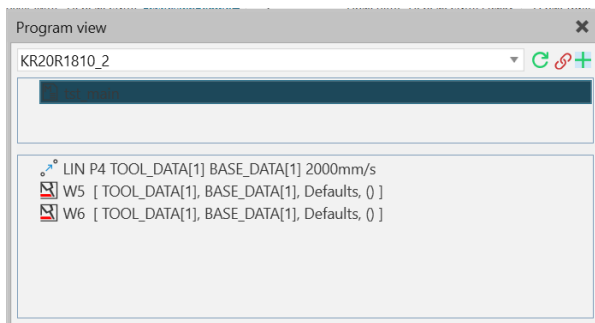 Program view
KR20R1810_2
LIN P4 TOOL_DATA[1] BASE_DATA[1] 2000mm/s
W5 [ TOOL_DATA[1], BASE_DATA[1], Defaults, () ]
W6 [ TOOL_DATA[1], BASE_DATA[1], Defaults, () ]